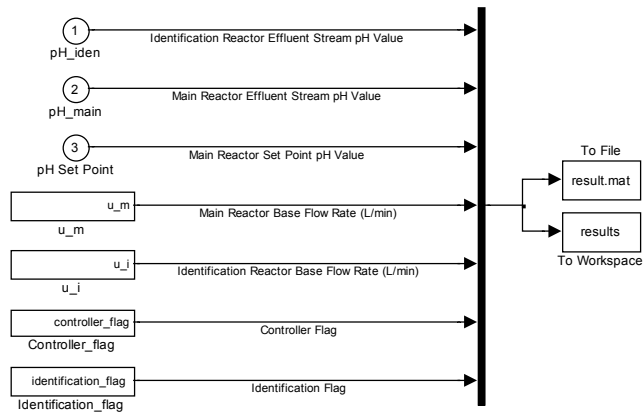 1
Identification Reactor Effluent Stream pH Value
pH_iden
2
Main Reactor Effluent Stream pH Value
pH_main
3
Main Reactor Set Point pH Value
pH Set Point
u_m
Main Reactor Base Flow Rate (L/min)
u_m
u_i
Identification Reactor Base Flow Rate (L/min)
u_i
controller_flag
Controller Flag
Controller_flag
identification_flag
Identification Flag
Identification_flag
To File
result.mat
results
To Workspace